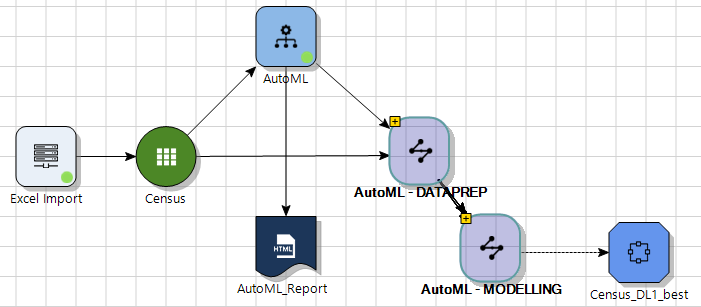 AutoML
Excel Import
Census
AutoML - DATAPREP
HTML
AutoML_Report
AutoML - MODELLING
Census_DL1_best